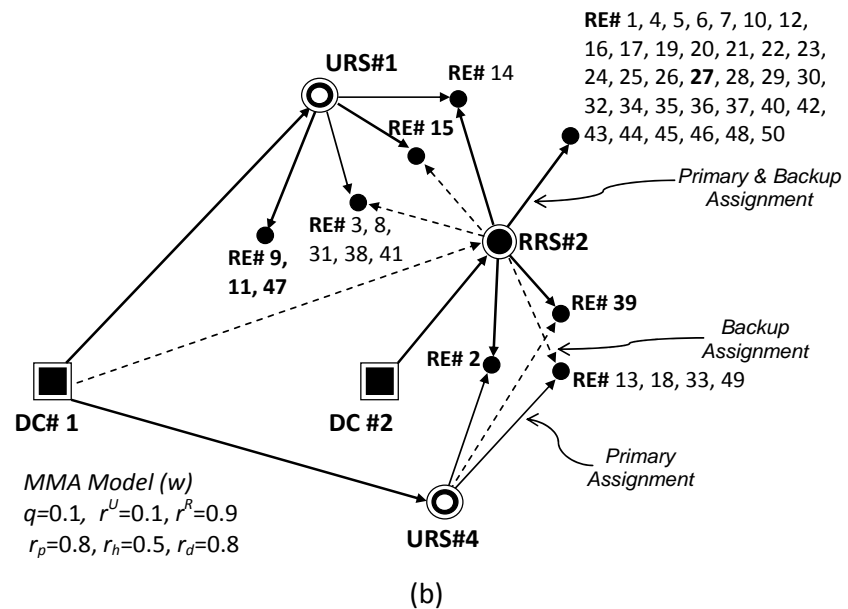 RE# 1, 4, 5, 6, 7, 10, 12,
16, 17, 19, 20, 21, 22, 23,
24, 25, 26, 27, 28, 29, 30,
32, 34, 35, 36, 37, 40, 42,
43, 44, 45, 46, 48, 50
URS#1
RE# 14
RE# 15
Primary & Backup
Assignment
RE# 3, 8,
31, 38, 41
RRS#2
RE# 9,
11, 47
RE# 39
Backup
Assignment
RE# 2
RE# 13, 18, 33, 49
DC# 1
DC #2
Primary
Assignment
MMA Model (w)
q=0.1, r^U=0.1, r^R=0.9
r_p=0.8, r_h=0.5, r_d=0.8
URS#4
(b)